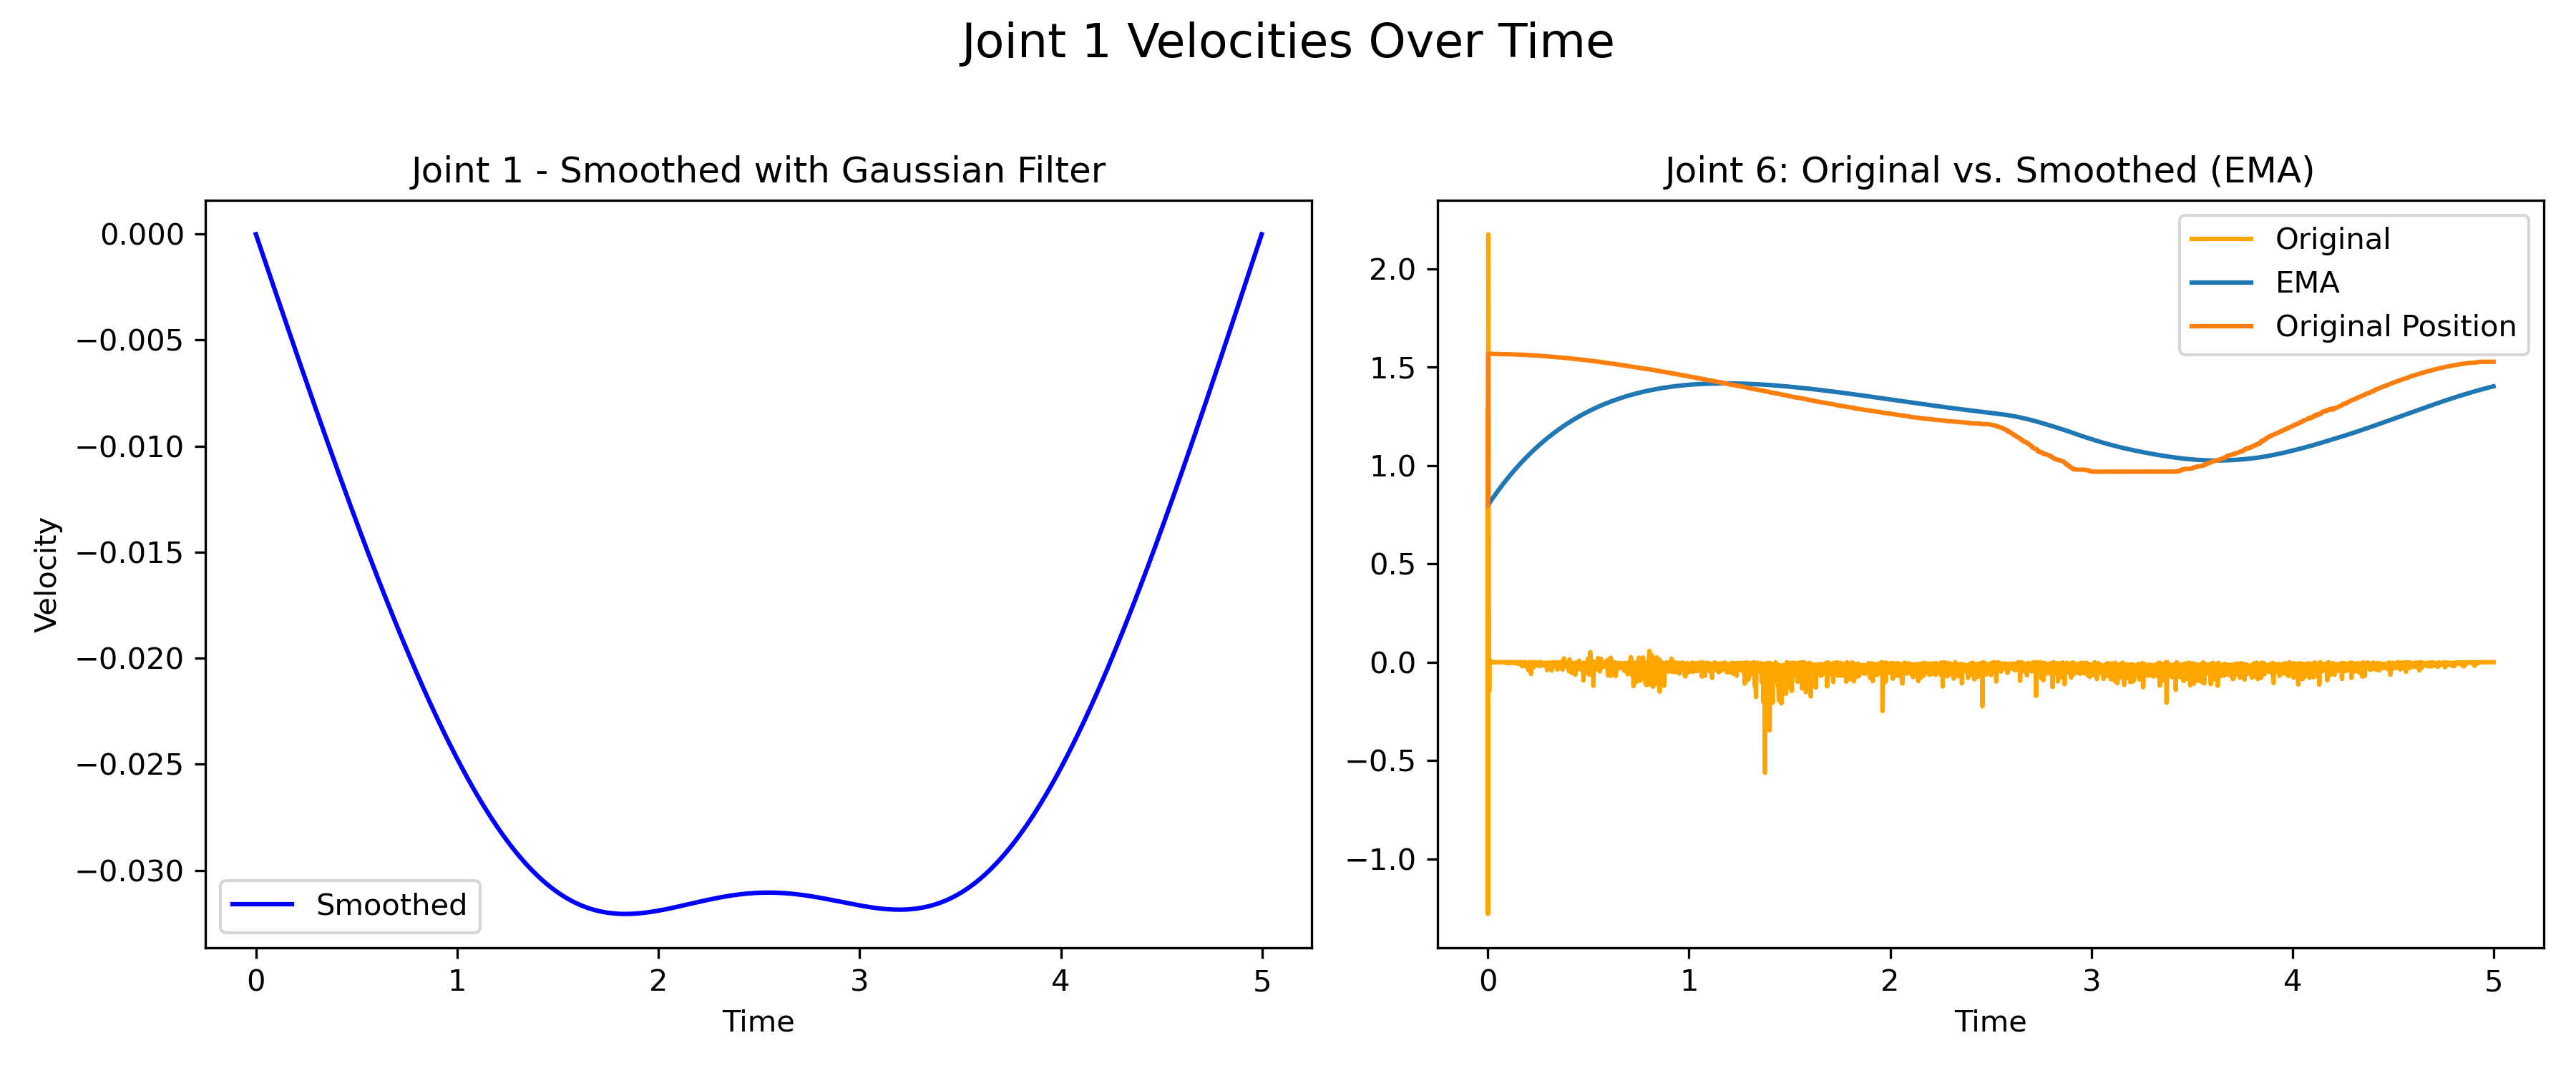 Joint 1 Velocities Over Time
Joint 1 - Smoothed with Gaussian Filter
0.000
−0.005
−0.010
−0.015
−0.020
−0.025
−0.030
Velocity
Smoothed
0 1 2 3 4 5
Time
Joint 6: Original vs. Smoothed (EMA)
Original
EMA
Original Position
2.0
1.5
1.0
0.5
0.0
−0.5
−1.0
0 1 2 3 4 5
Time